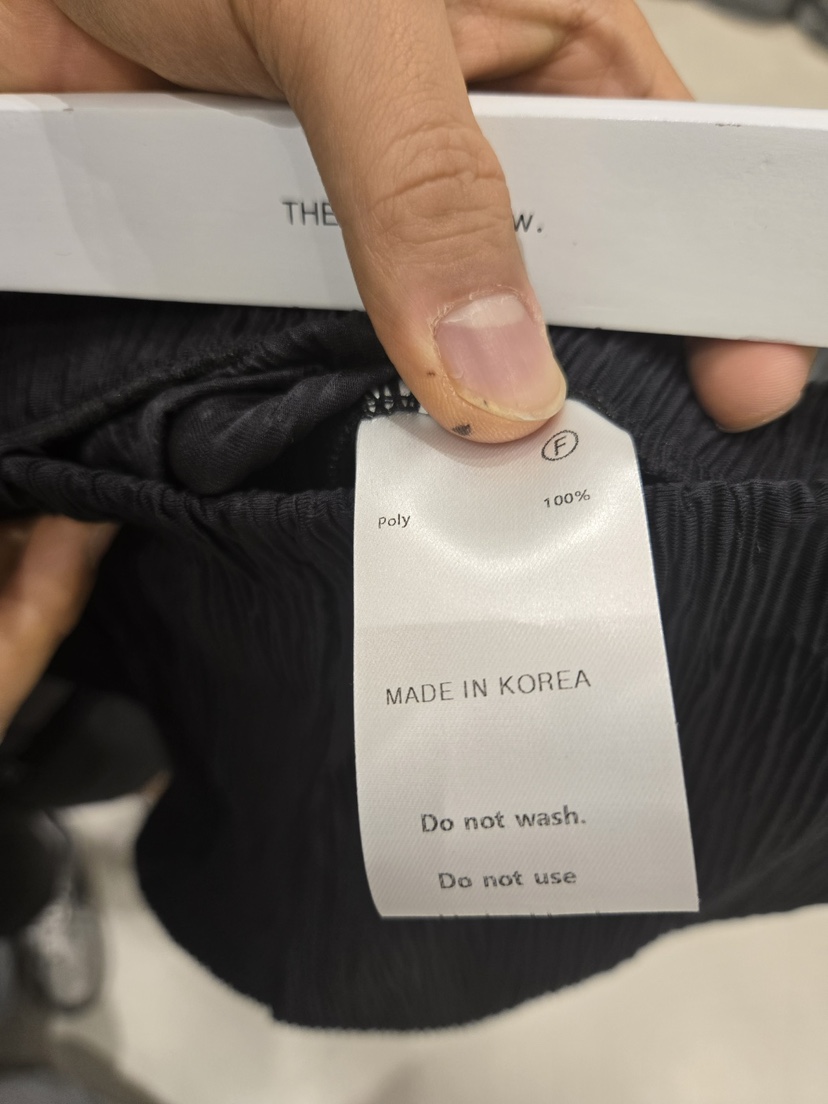 THE
w.
F
Poly 100%
MADE IN KOREA
Do not wash.
Do not use